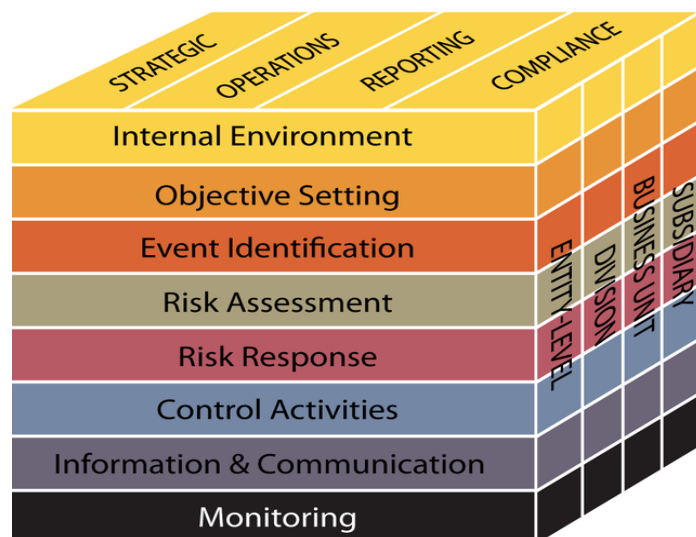 STRATEGIC
OPERATIONS
REPORTING
COMPLIANCE
Internal Environment
Objective Setting
Event Identification
Risk Assessment
Risk Response
Control Activities
Information & Communication
Monitoring
ENTITY-LEVEL
DIVISION
BUSINESS UNIT
SUBSIDIARY